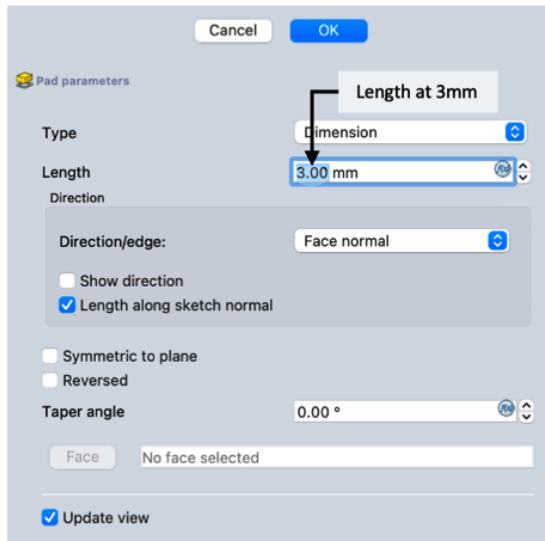 Cancel OK
Pad parameters
Length at 3mm
Type Dimension
Length 3.00 mm
Direction
Direction/edge: Face normal
Show direction
Length along sketch normal
Symmetric to plane
Reversed
Taper angle 0.00 °
Face No face selected
Update view